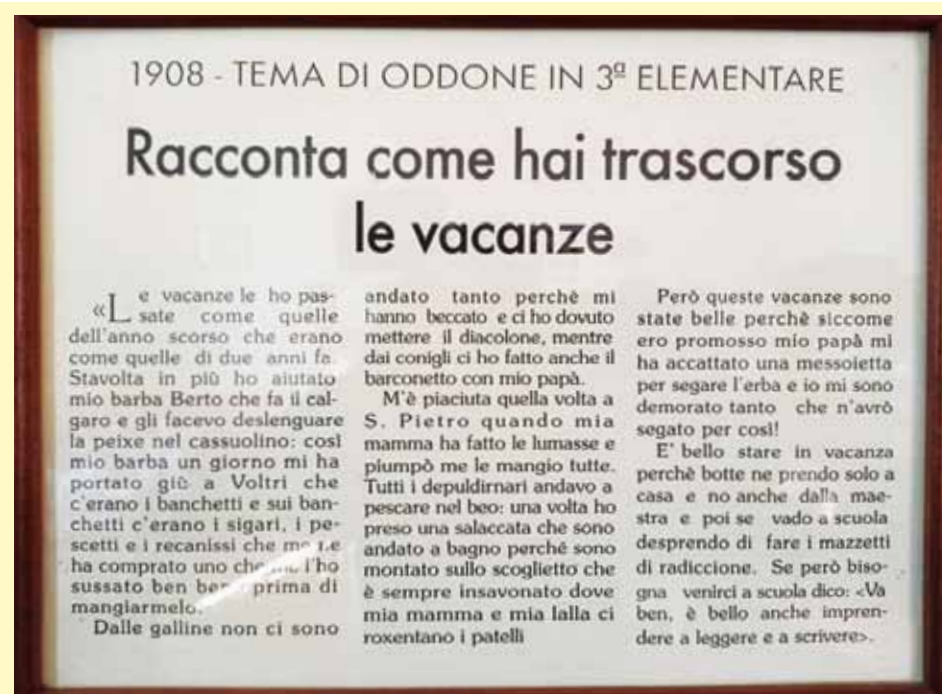 1908 - TEMA DI ODDONE IN 3ª ELEMENTARE
Racconta come hai trascorso
le vacanze
«Le vacanze le ho pas-
sate come quelle
dell'anno scorso che erano
come quelle di due anni fa.
Stavolta in più ho aiutato
mio barba Berto che fa il cal-
garo e gli facevo deslenguare
la peixe nel cassuolino: così
mio barba un giorno mi ha
portato giù a Voltri che
c'erano i banchetti e sui ban-
chetti c'erano i sigari, i pe-
scetti e i recanissi che me ne
ha comprato uno che l'ho
sussato ben prima di
mangiarmelo.
Dalle galline non ci sono
andato tanto perchè mi
hanno beccato e ci ho dovuto
mettere il diacolone, mentre
dai conigli ci ho fatto anche il
barconetto con mio papà.
M'è piaciuta quella volta a
S. Pietro quando mia
mamma ha fatto le lumasse e
piumpò me le mangio tutte.
Tutti i depuldirnari andavo a
pescare nel beo: una volta ho
preso una salaccata che sono
andato a bagno perchè sono
montato sullo scoglietto che
è sempre insavonato dove
mia mamma e mia lalla ci
roxentano i patelli
Però queste vacanze sono
state belle perchè siccome
ero promosso mio papà mi
ha accattato una messoietta
per segare l'erba e io mi sono
demorato tanto che n'avrò
segato per così!
E' bello stare in vacanza
perchè botte ne prendo solo a
casa e no anche dalla mae-
stra e poi se vado a scuola
desprendo di fare i mazzetti
di radiccione. Se però biso-
gna venirci a scuola dico: «Va
ben, è bello anche impren-
dere a leggere e a scrivere».